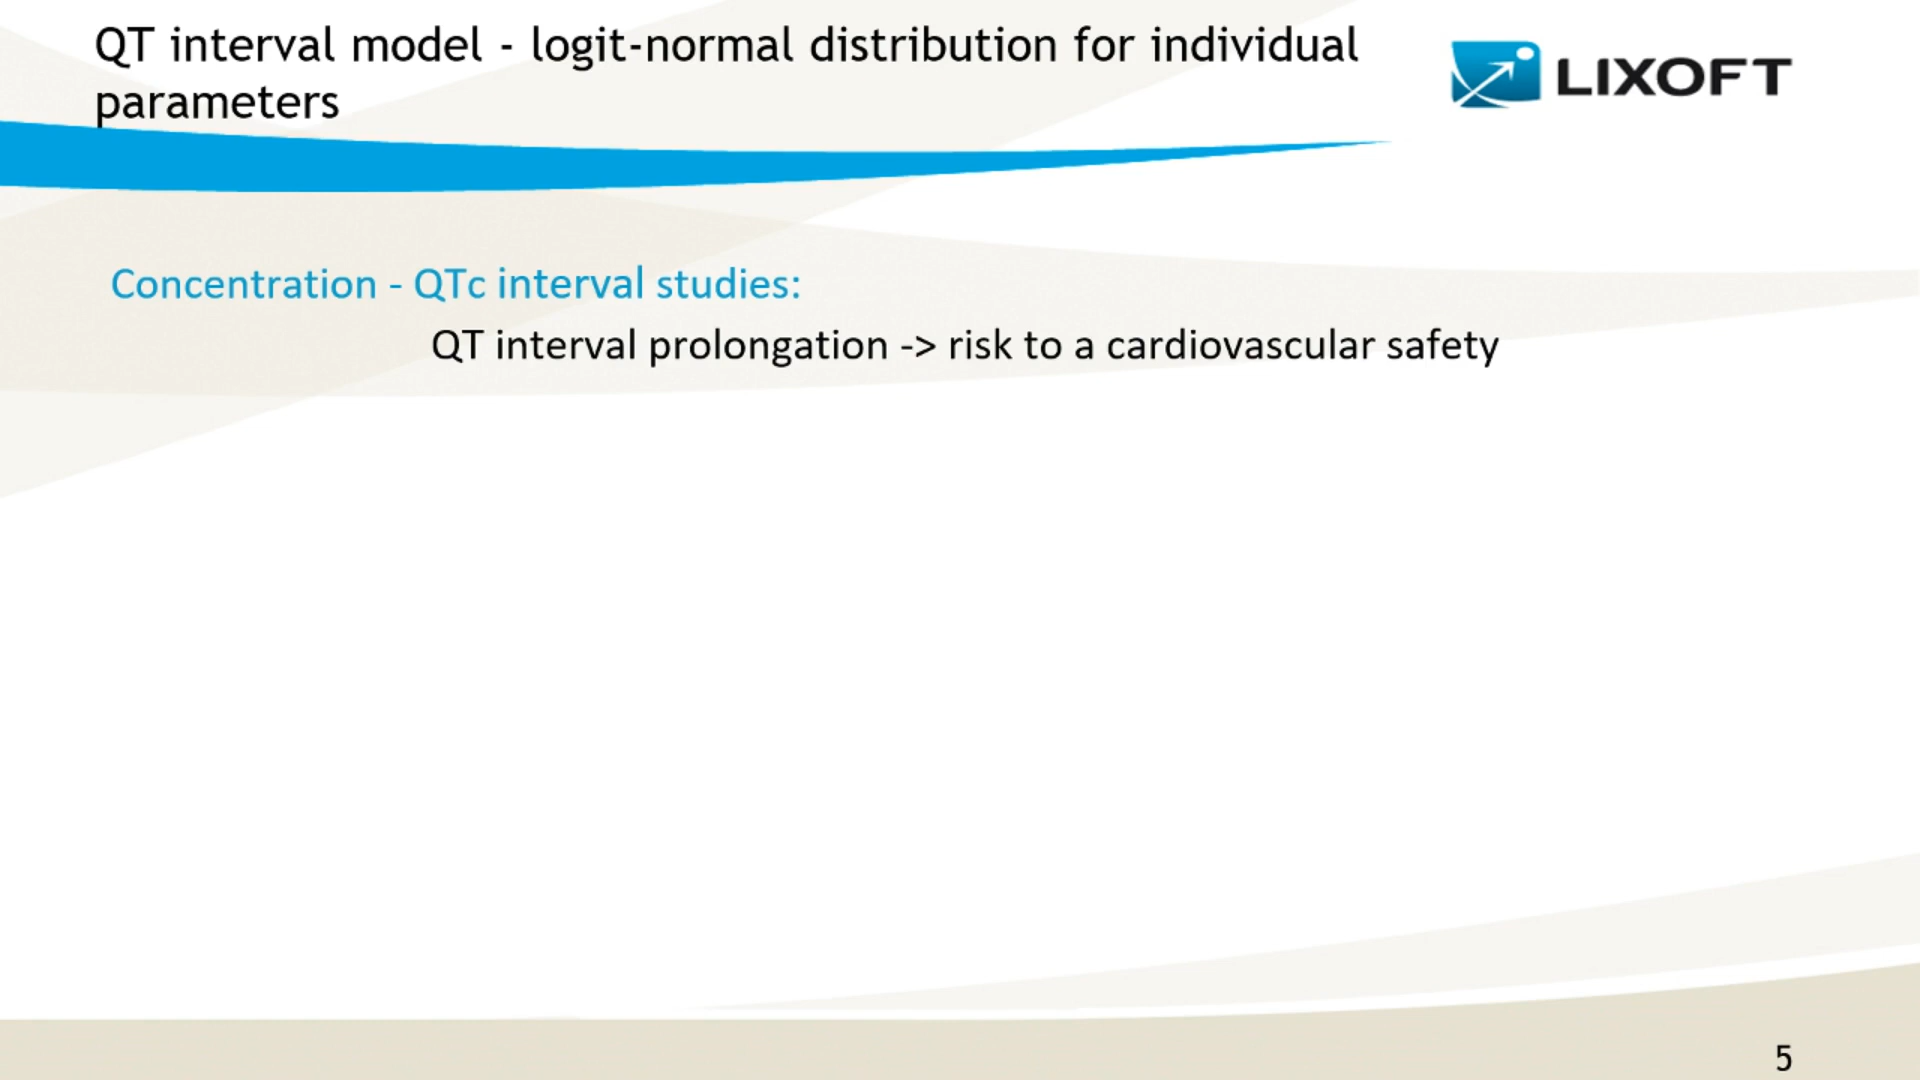 QT interval model - logit-normal distribution for individual
parameters
LIXOFT
Concentration - QTc interval studies:
QT interval prolongation -> risk to a cardiovascular safety
5